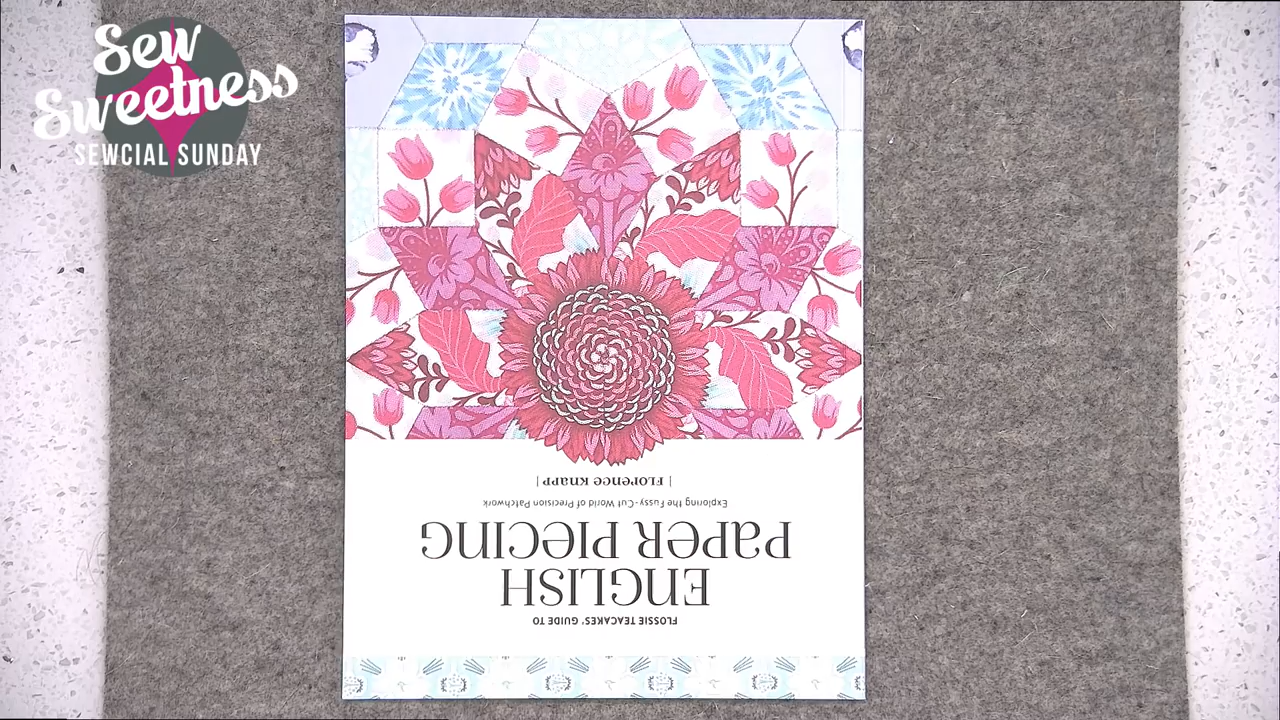 Sew
Sweetness
SEWCIAL SUNDAY
FLOSSIE TEACAKES' GUIDE TO
ENGLISH
PAPER PIECING
Exploring the Fussy-Cut World of Precision Patchwork
| FLORENCE KNAPP |